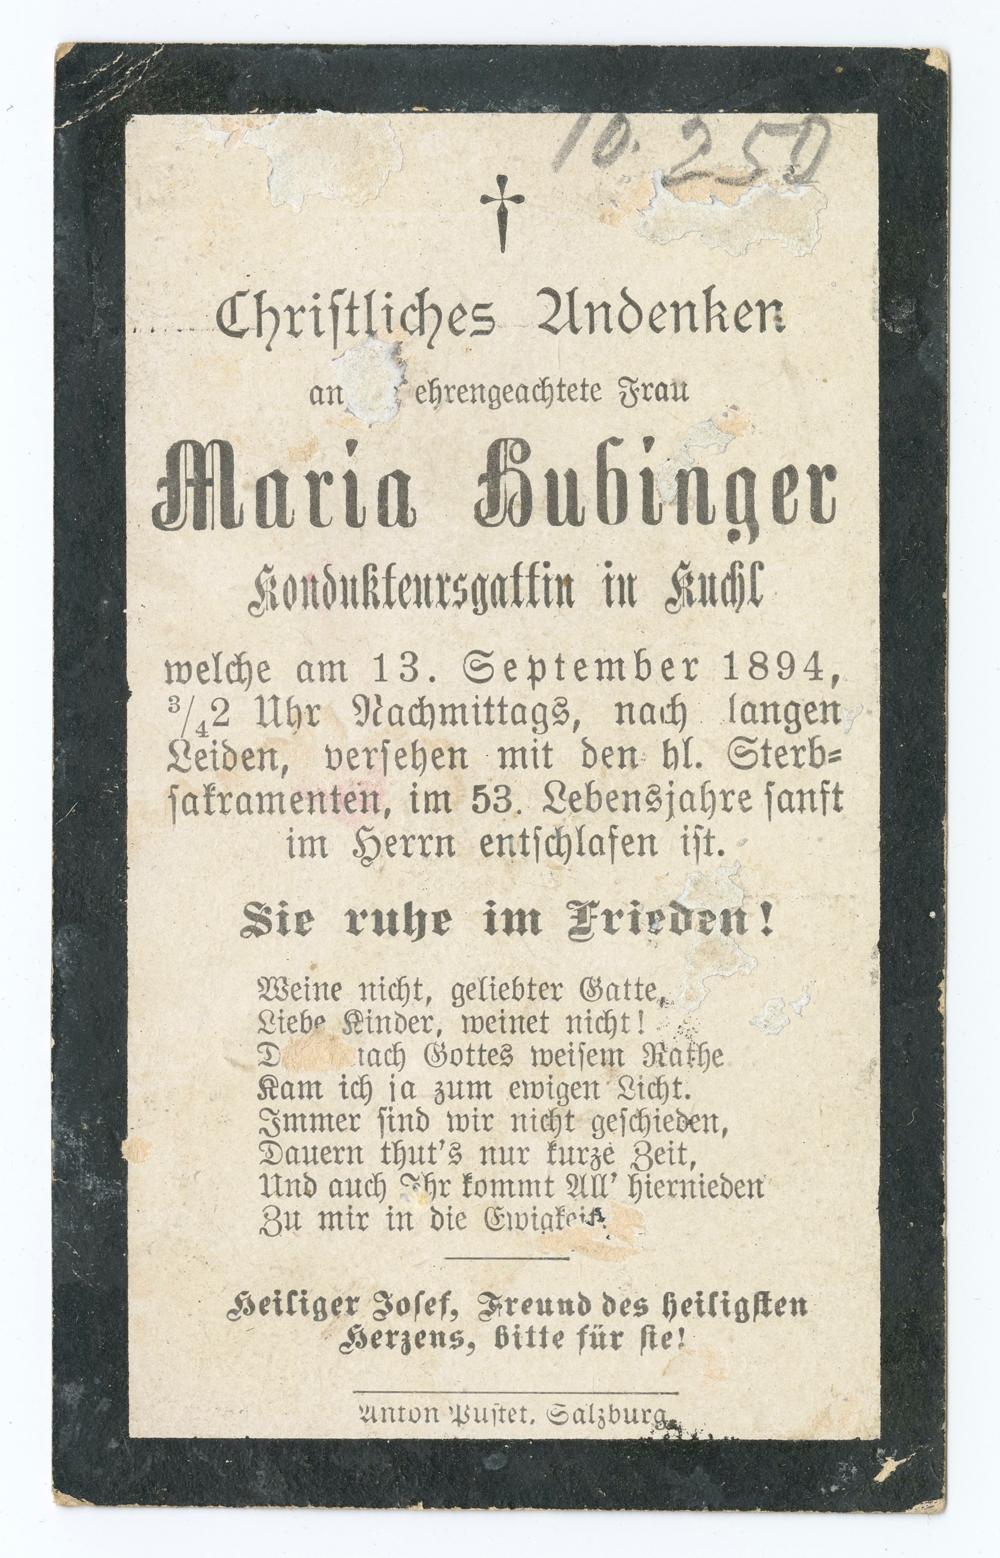 10. 250
Christliches Andenken
an ehrengeachtete Frau
Maria Hubinger
Kondukteursgattin in Kuchl
welche am 13. September 1894,
3/4 2 Uhr Nachmittags, nach langen
Leiden, versehen mit den hl. Sterb-
sakramenten, im 53. Lebensjahre sanft
im Herrn entschlafen ist.
Sie ruhe im Frieden!
Weine nicht, geliebter Gatte,
Liebe Kinder, weinet nicht!
Gottes weisem Rathe
Kam ich ja zum ewigen Licht.
Immer sind wir nicht geschieden,
Dauern thut's nur kurze Zeit,
Und auch Ihr kommt All' hiernieden
Zu mir in die Ewigkeit.
Heiliger Josef, Freund des heiligsten
Herzens, bitte für sie!
Anton Pustet, Salzburg.